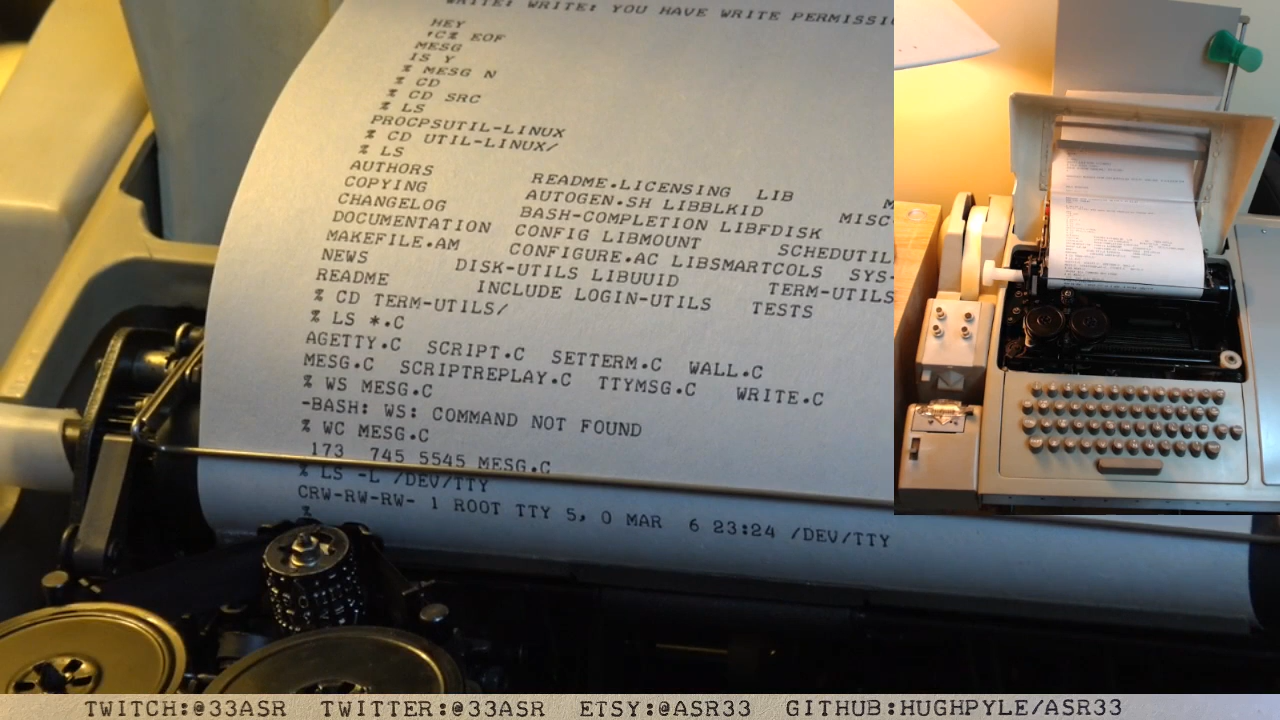 WRITE: WRITE: YOU HAVE WRITE PERMISSI
HEY
'C% EOF
MESG
IS Y
% MESG N
% CD
% CD SRC
% LS
PROCPSUTIL-LINUX
% CD UTIL-LINUX/
% LS
AUTHORS README.LICENSING LIB M
COPYING AUTOGEN.SH LIBBLKID MISC
CHANGELOG BASH-COMPLETION LIBFDISK SCHEDUTIL
DOCUMENTATION CONFIG LIBMOUNT SYS-
MAKEFILE.AM CONFIGURE.AC LIBSMARTCOLS TERM-UTILS
NEWS DISK-UTILS LIBUUID TESTS
README INCLUDE LOGIN-UTILS
% CD TERM-UTILS/
% LS *.C
AGETTY.C SCRIPT.C SETTERM.C WALL.C
MESG.C SCRIPTREPLAY.C TTYMSG.C WRITE.C
% WS MESG.C
-BASH: WS: COMMAND NOT FOUND
% WC MESG.C
173 745 5545 MESG.C
% LS -L /DEV/TTY
CRW-RW-RW- 1 ROOT TTY 5, 0 MAR 6 23:24 /DEV/TTY
%
TWITCH:@33ASR TWITTER:@33ASR ETSY:@ASR33 GITHUB:HUGHPYLE/ASR33